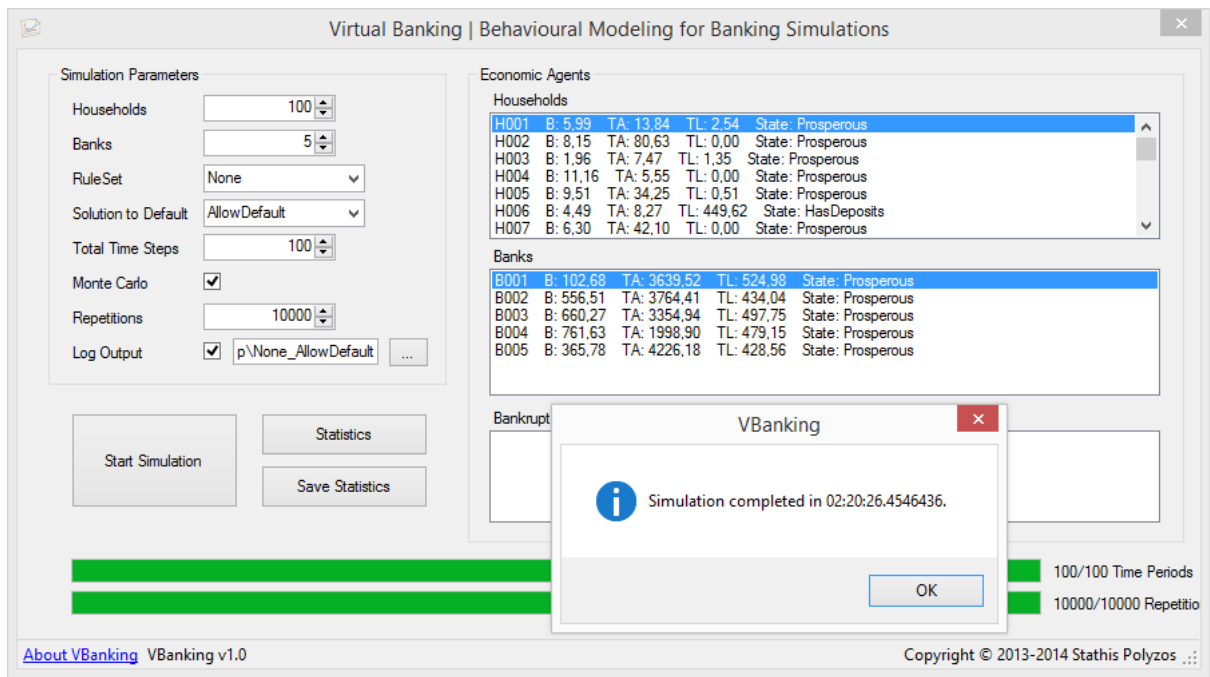 Virtual Banking | Behavioural Modeling for Banking Simulations
Simulation Parameters
Households 100
Banks 5
RuleSet None
Solution to Default AllowDefault
Total Time Steps 100
Monte Carlo
Repetitions 10000
Log Output p\None_AllowDefault ...
Start Simulation
Statistics
Save Statistics
Economic Agents
Households
H001 B: 5,99 TA: 13,84 TL: 2,54 State: Prosperous
H002 B: 8,15 TA: 80,63 TL: 0,00 State: Prosperous
H003 B: 1,96 TA: 7,47 TL: 1,35 State: Prosperous
H004 B: 11,16 TA: 5,55 TL: 0,00 State: Prosperous
H005 B: 9,51 TA: 34,25 TL: 0,51 State: Prosperous
H006 B: 4,49 TA: 8,27 TL: 449,62 State: HasDeposits
H007 B: 6,30 TA: 42,10 TL: 0,00 State: Prosperous
Banks
B001 B: 102,68 TA: 3639,52 TL: 524,98 State: Prosperous
B002 B: 556,51 TA: 3764,41 TL: 434,04 State: Prosperous
B003 B: 660,27 TA: 3354,94 TL: 497,75 State: Prosperous
B004 B: 761,63 TA: 1998,90 TL: 479,15 State: Prosperous
B005 B: 365,78 TA: 4226,18 TL: 428,56 State: Prosperous
Bankrupt
VBanking
Simulation completed in 02:20:26.4546436.
OK
100/100 Time Periods
10000/10000 Repetitio
About VBanking VBanking v1.0
Copyright © 2013-2014 Stathis Polyzos